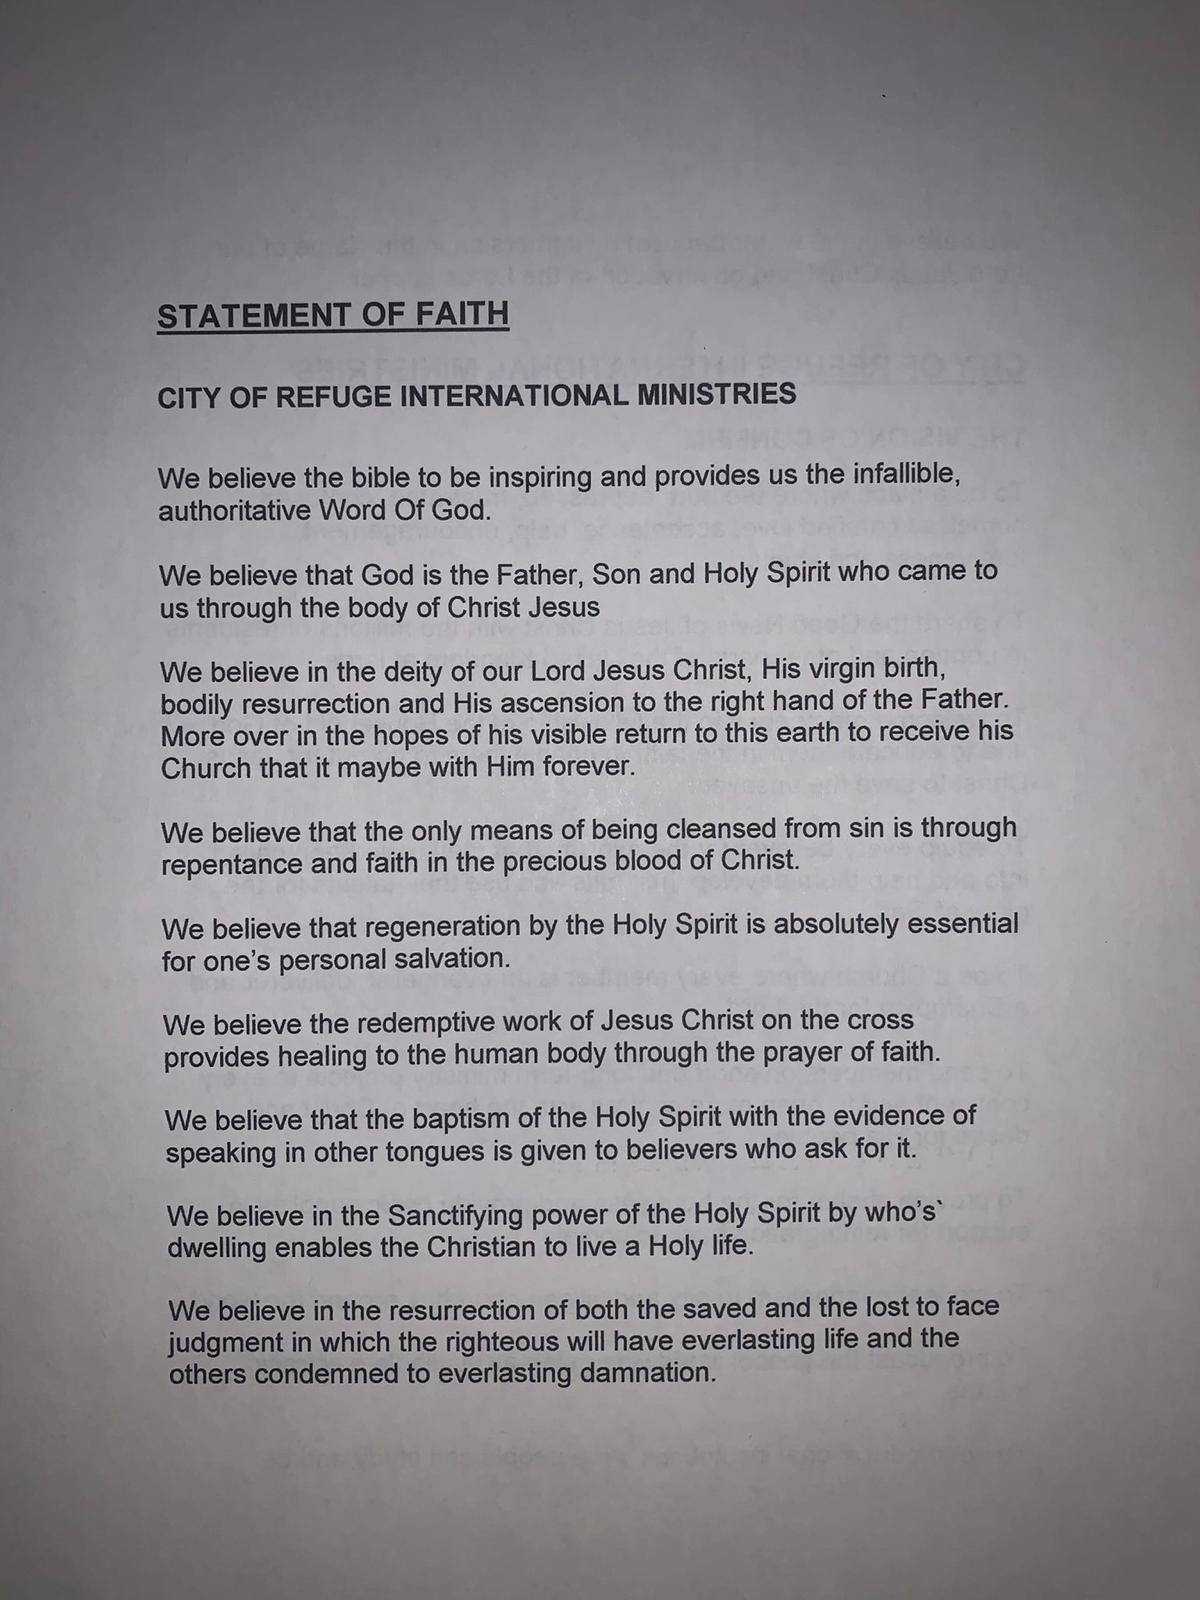 STATEMENT OF FAITH
CITY OF REFUGE INTERNATIONAL MINISTRIES
We believe the bible to be inspiring and provides us the infallible,
authoritative Word Of God.
We believe that God is the Father, Son and Holy Spirit who came to
us through the body of Christ Jesus
We believe in the deity of our Lord Jesus Christ, His virgin birth,
bodily resurrection and His ascension to the right hand of the Father.
More over in the hopes of his visible return to this earth to receive his
Church that it maybe with Him forever.
We believe that the only means of being cleansed from sin is through
repentance and faith in the precious blood of Christ.
We believe that regeneration by the Holy Spirit is absolutely essential
for one’s personal salvation.
We believe the redemptive work of Jesus Christ on the cross
provides healing to the human body through the prayer of faith.
We believe that the baptism of the Holy Spirit with the evidence of
speaking in other tongues is given to believers who ask for it.
We believe in the Sanctifying power of the Holy Spirit by who’s`
dwelling enables the Christian to live a Holy life.
We believe in the resurrection of both the saved and the lost to face
judgment in which the righteous will have everlasting life and the
others condemned to everlasting damnation.